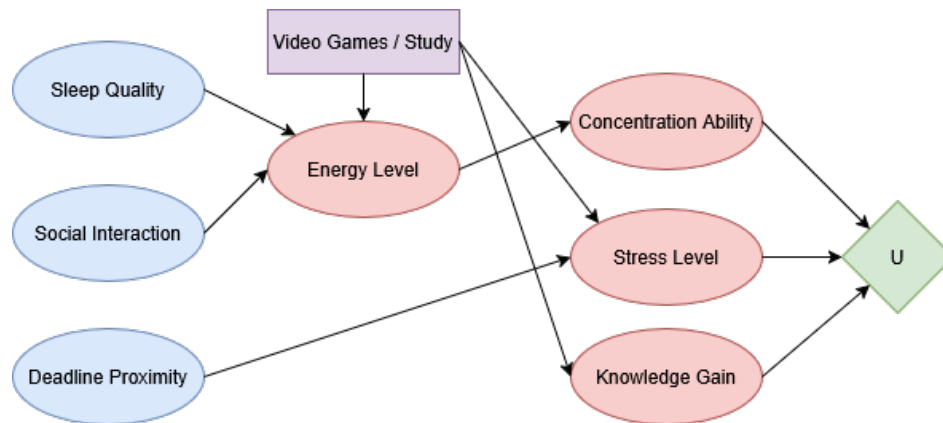 Video Games / Study
Sleep Quality
Concentration Ability
Energy Level
Social Interaction
Stress Level
U
Deadline Proximity
Knowledge Gain